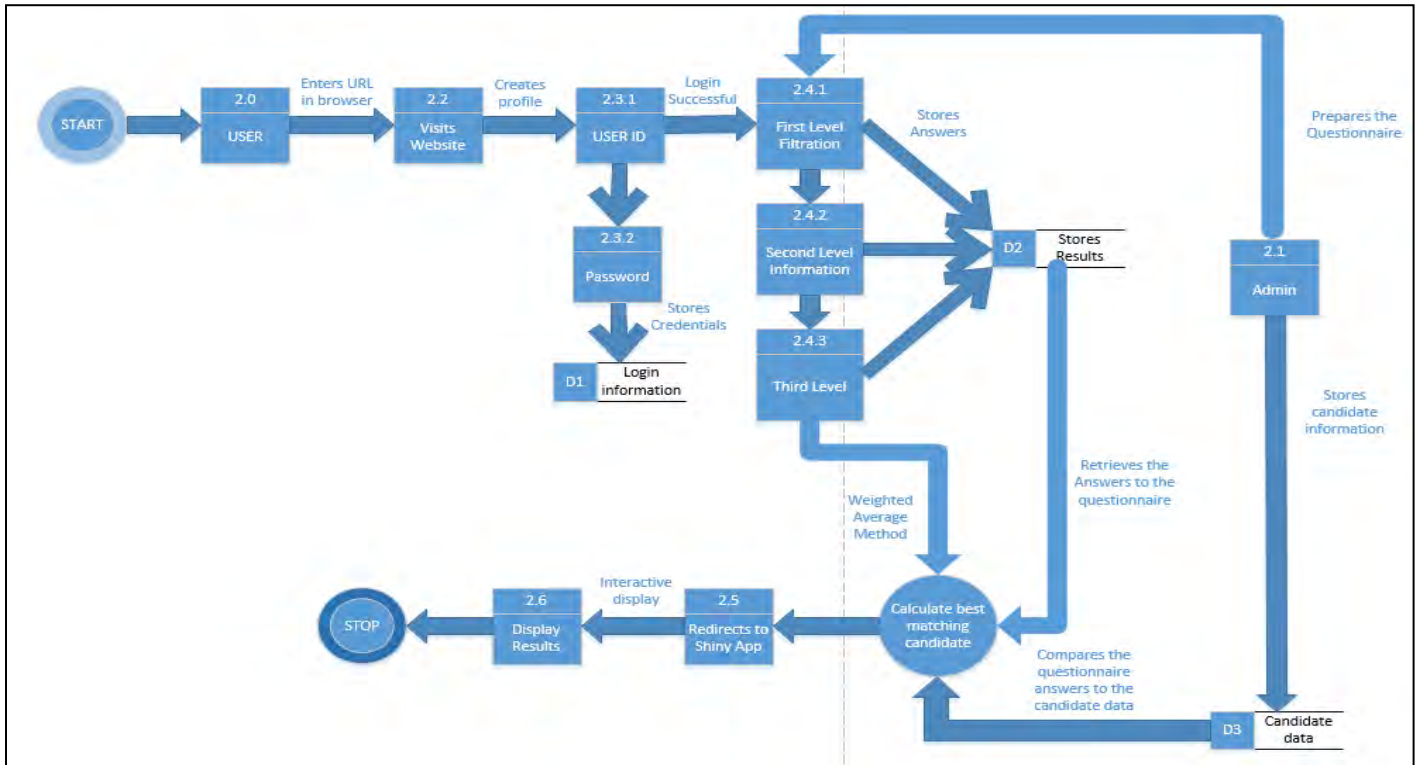 START
2.0
USER
Enters URL
in browser
2.2
Visits
Website
Creates
profile
2.3.1
USER ID
Login
Successful
2.4.1
First Level
Filtration
Stores
Answers
Prepares the
Questionnaire
2.3.2
Password
Stores
Credentials
D1
Login
information
2.4.2
Second Level
Information
D2
Stores
Results
2.1
Admin
2.4.3
Third Level
Stores
candidate
information
Weighted
Average
Method
Retrieves the
Answers to the
questionnaire
STOP
2.6
Display
Results
Interactive
display
2.5
Redirects to
Shiny App
Calculate best
matching
candidate
Compares the
questionnaire
answers to the
candidate data
D3
Candidate
data